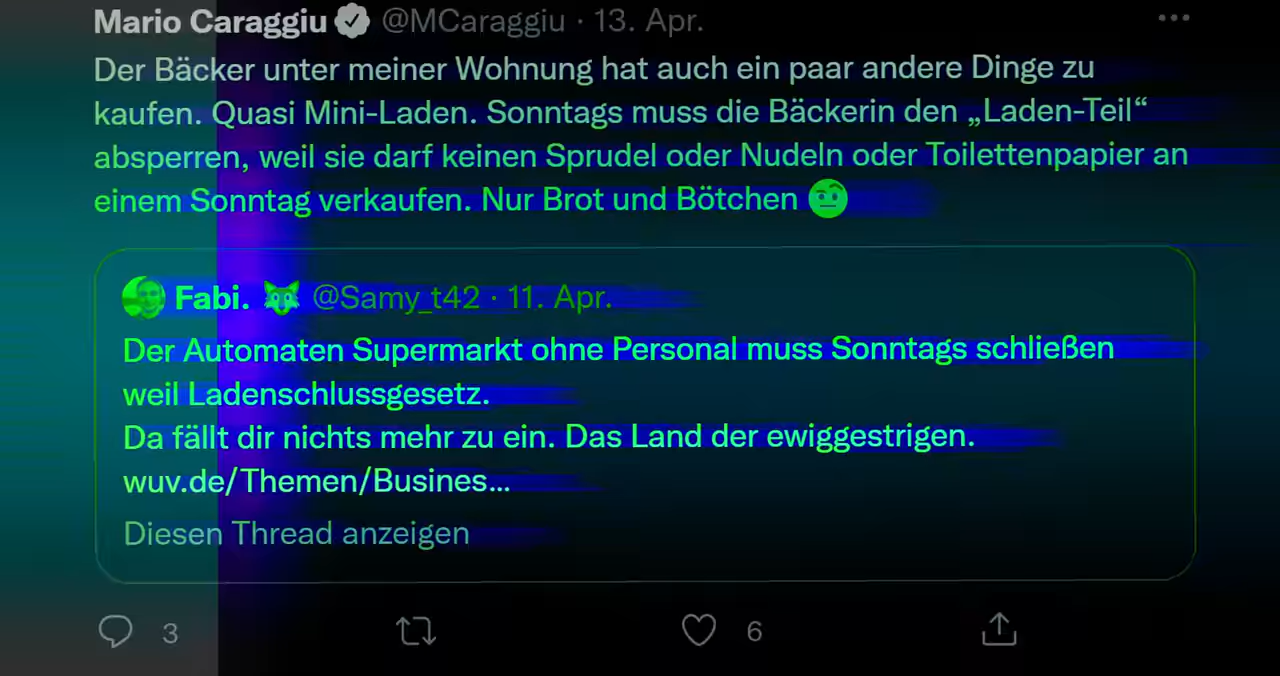 Mario Caraggiu @MCaraggiu · 13. Apr.
Der Bäcker unter meiner Wohnung hat auch ein paar andere Dinge zu
kaufen. Quasi Mini-Laden. Sonntags muss die Bäckerin den „Laden-Teil“
absperren, weil sie darf keinen Sprudel oder Nudeln oder Toilettenpapier an
einem Sonntag verkaufen. Nur Brot und Bötchen 🤨
Fabi. 🦊 @Samy_t42 · 11. Apr.
Der Automaten Supermarkt ohne Personal muss Sonntags schließen
weil Ladenschlussgesetz.
Da fällt dir nichts mehr zu ein. Das Land der ewiggestrigen.
wuv.de/Themen/Busines...
Diesen Thread anzeigen
3 6